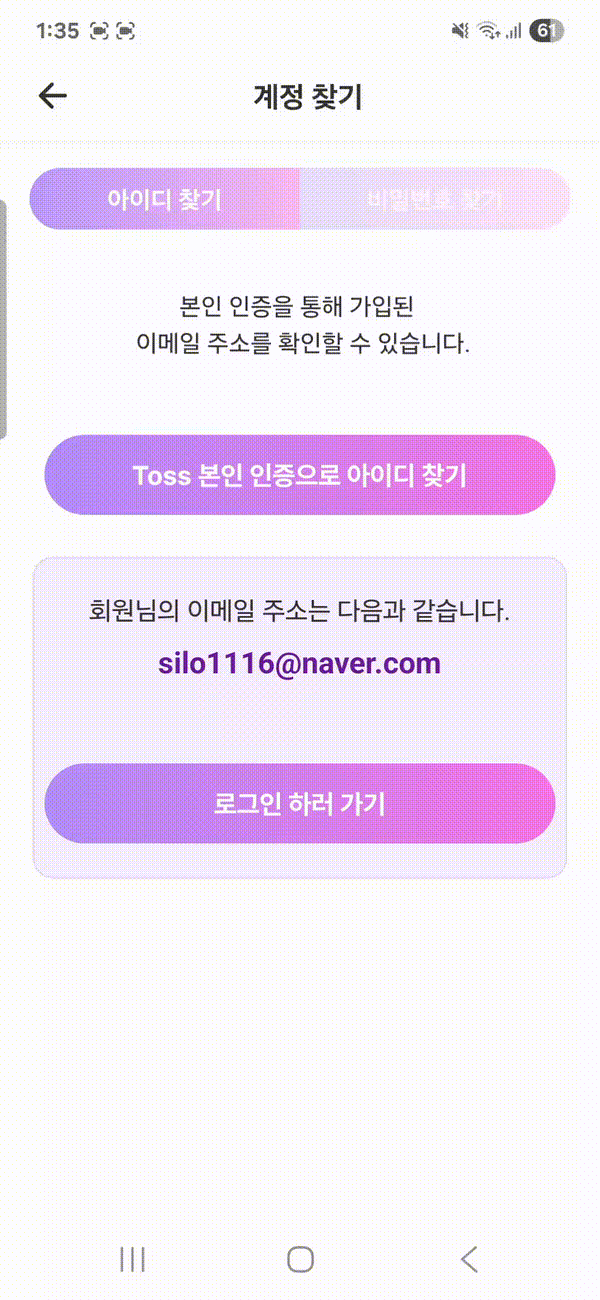 1:35
61
계정 찾기
아이디 찾기
비밀번호 찾기
본인 인증을 통해 가입된
이메일 주소를 확인할 수 있습니다.
Toss 본인 인증으로 아이디 찾기
회원님의 이메일 주소는 다음과 같습니다.
silo1116@naver.com
로그인 하러 가기